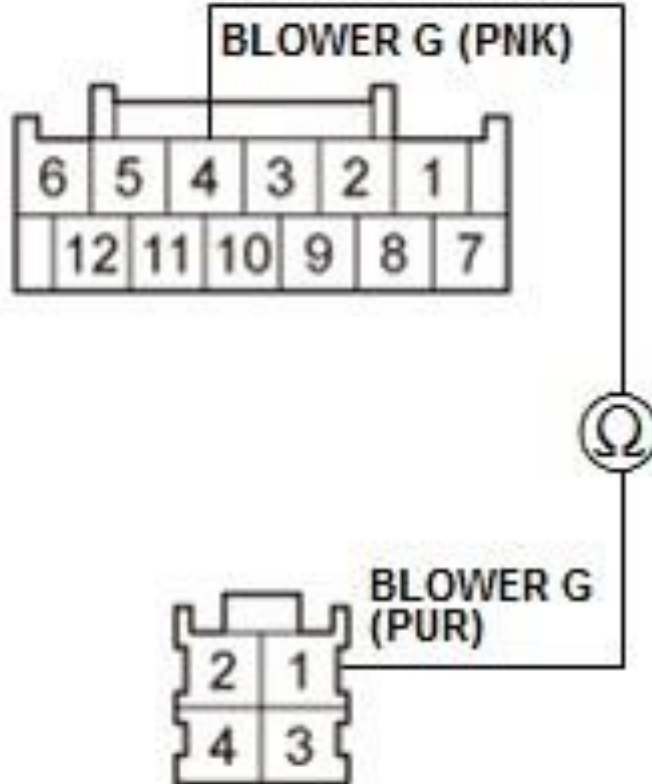 BLOWER G (PNK)
6 5 4 3 2 1
12 11 10 9 8 7
Ω
BLOWER G
(PUR)
2 1
4 3